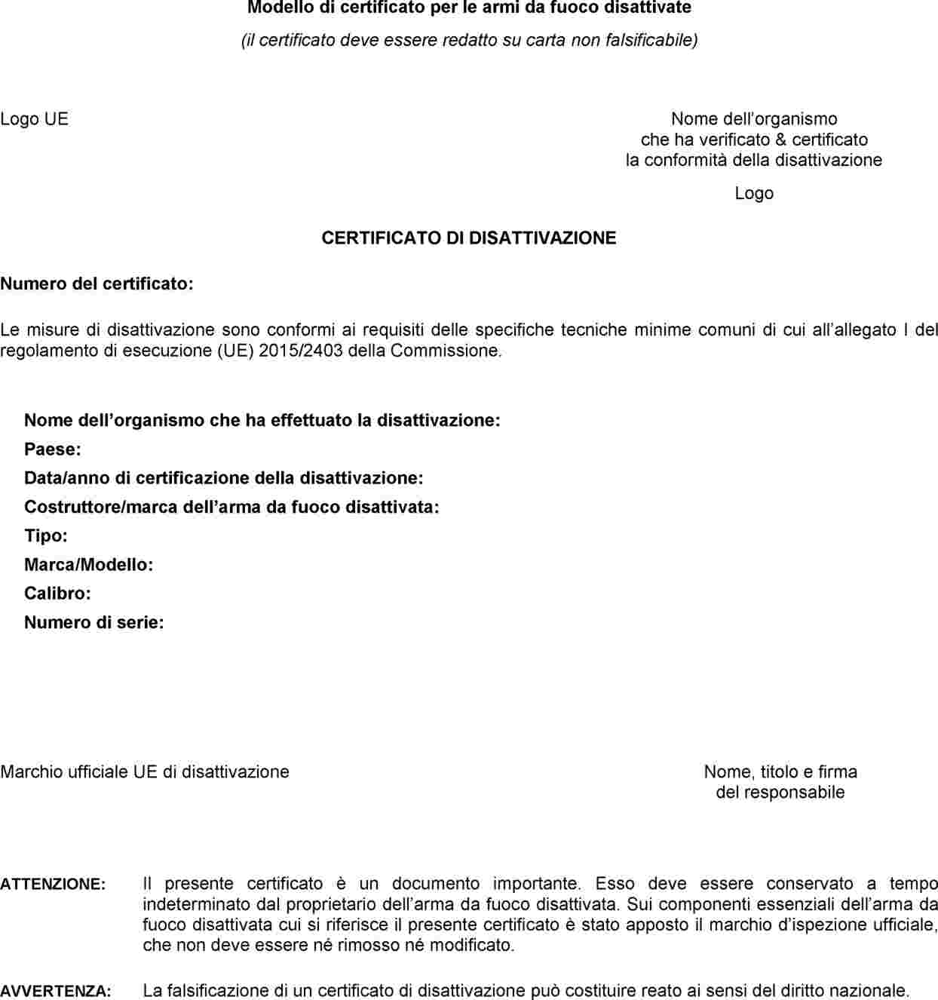 Modello di certificato per le armi da fuoco disattivate
(il certificato deve essere redatto su carta non falsificabile)
Logo UE
Nome dell’organismo
che ha verificato & certificato
la conformità della disattivazione
Logo
CERTIFICATO DI DISATTIVAZIONE
Numero del certificato:
Le misure di disattivazione sono conformi ai requisiti delle specifiche tecniche minime comuni di cui all’allegato I del
regolamento di esecuzione (UE) 2015/2403 della Commissione.
Nome dell’organismo che ha effettuato la disattivazione:
Paese:
Data/anno di certificazione della disattivazione:
Costruttore/marca dell’arma da fuoco disattivata:
Tipo:
Marca/Modello:
Calibro:
Numero di serie:
Marchio ufficiale UE di disattivazione
Nome, titolo e firma
del responsabile
ATTENZIONE: Il presente certificato è un documento importante. Esso deve essere conservato a tempo
indeterminato dal proprietario dell’arma da fuoco disattivata. Sui componenti essenziali dell’arma da
fuoco disattivata cui si riferisce il presente certificato è stato apposto il marchio d’ispezione ufficiale,
che non deve essere né rimosso né modificato.
AVVERTENZA: La falsificazione di un certificato di disattivazione può costituire reato ai sensi del diritto nazionale.